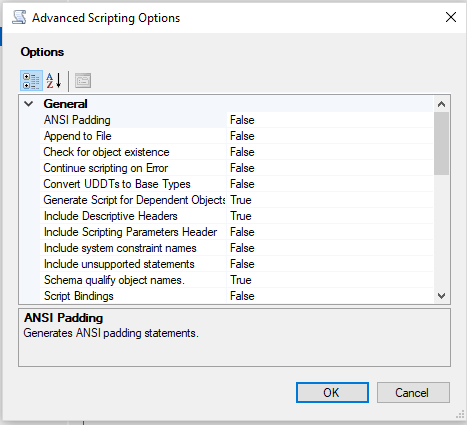 Advanced Scripting Options
Options
A
Z
General
ANSI Padding False
Append to File False
Check for object existence False
Continue scripting on Error False
Convert UDDTs to Base Types False
Generate Script for Dependent Objects True
Include Descriptive Headers True
Include Scripting Parameters Header False
Include system constraint names False
Include unsupported statements False
Schema qualify object names. True
Script Bindings False
ANSI Padding
Generates ANSI padding statements.
OK Cancel